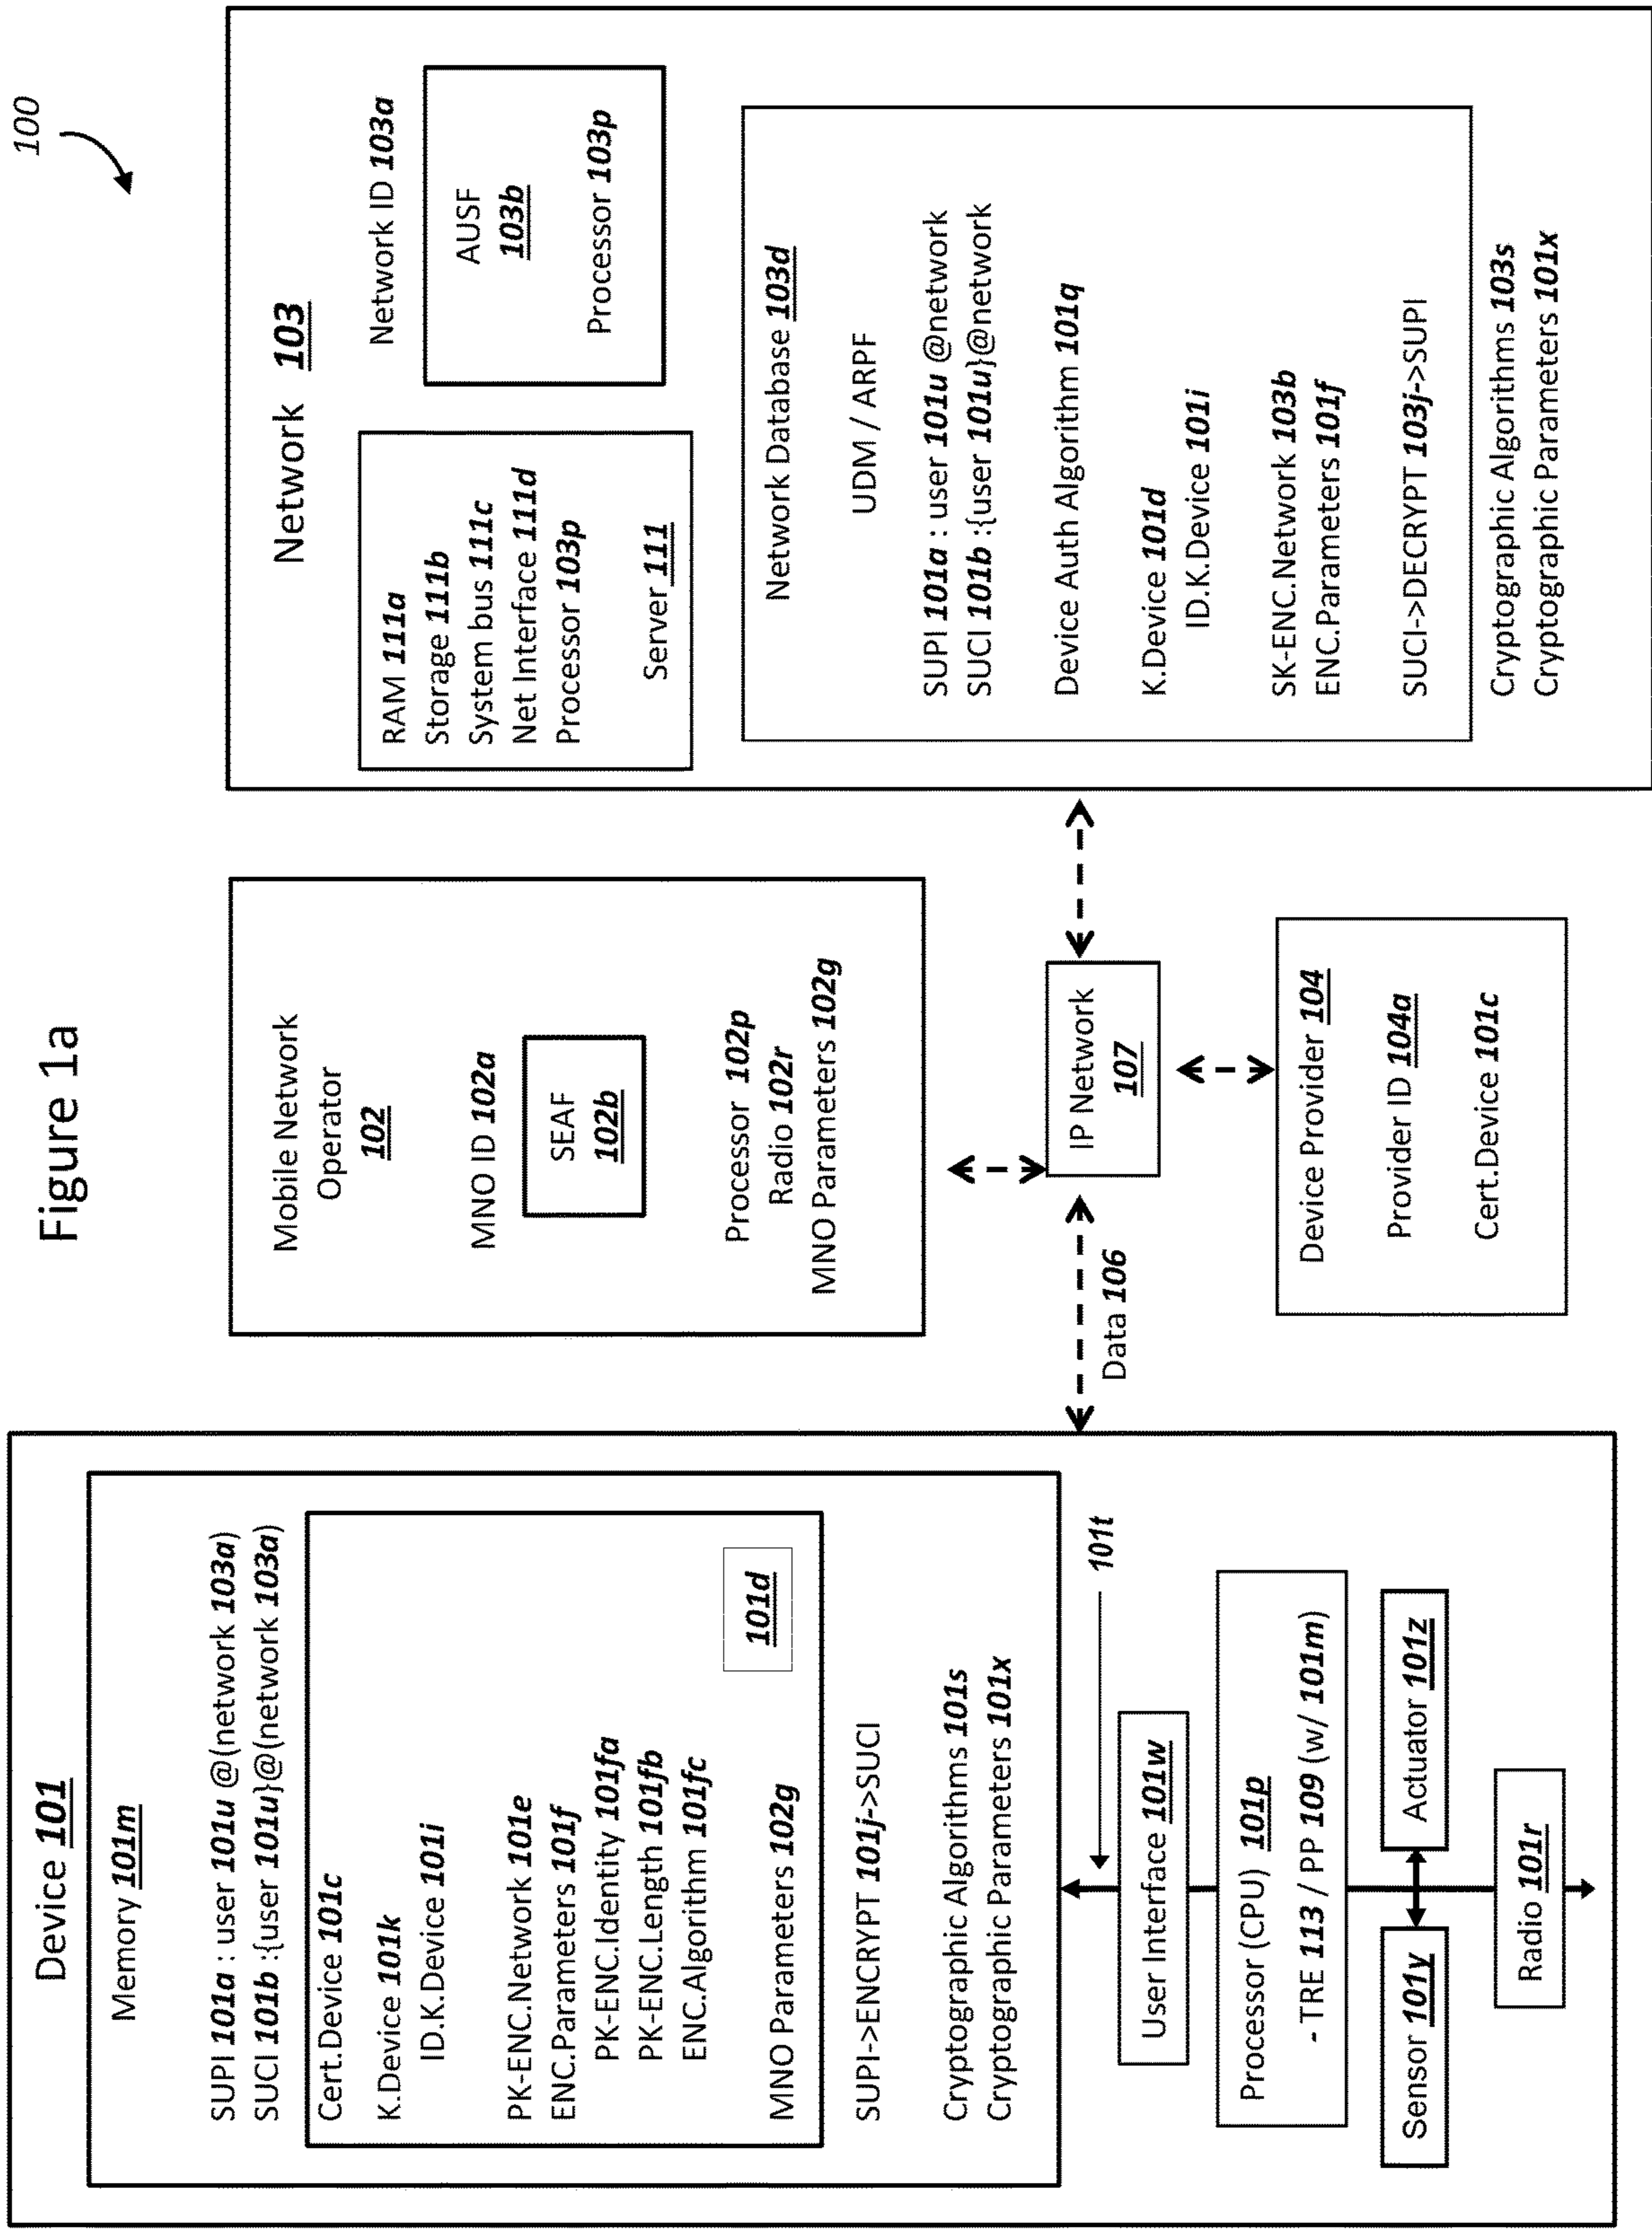 Figure 1a
100
Device 101
Memory 101m
SUPI 101a : user 101u @(network 103a)
SUCI 101b :{user 101u}@(network 103a)
Cert.Device 101c
K.Device 101k
ID.K.Device 101i
PK-ENC.Network 101e
ENC.Parameters 101f
PK-ENC.Identity 101fa
PK-ENC.Length 101fb
ENC.Algorithm 101fc
MNO Parameters 102g
101d
SUPI->ENCRYPT 101j->SUCI
Cryptographic Algorithms 101s
Cryptographic Parameters 101x
101t
User Interface 101w
Processor (CPU) 101p
- TRE 113 / PP 109 (w/ 101m)
Sensor 101y
Actuator 101z
Radio 101r
Mobile Network
Operator
102
MNO ID 102a
SEAF
102b
Processor 102p
Radio 102r
MNO Parameters 102g
Data 106
IP Network
107
Device Provider 104
Provider ID 104a
Cert.Device 101c
Network 103
Network ID 103a
RAM 111a
Storage 111b
System bus 111c
Net Interface 111d
Processor 103p
Server 111
AUSF
103b
Processor 103p
Network Database 103d
UDM / ARPF
SUPI 101a : user 101u @network
SUCI 101b :{user 101u}@network
Device Auth Algorithm 101q
K.Device 101d
ID.K.Device 101i
SK-ENC.Network 103b
ENC.Parameters 101f
SUCI->DECRYPT 103j->SUPI
Cryptographic Algorithms 103s
Cryptographic Parameters 101x